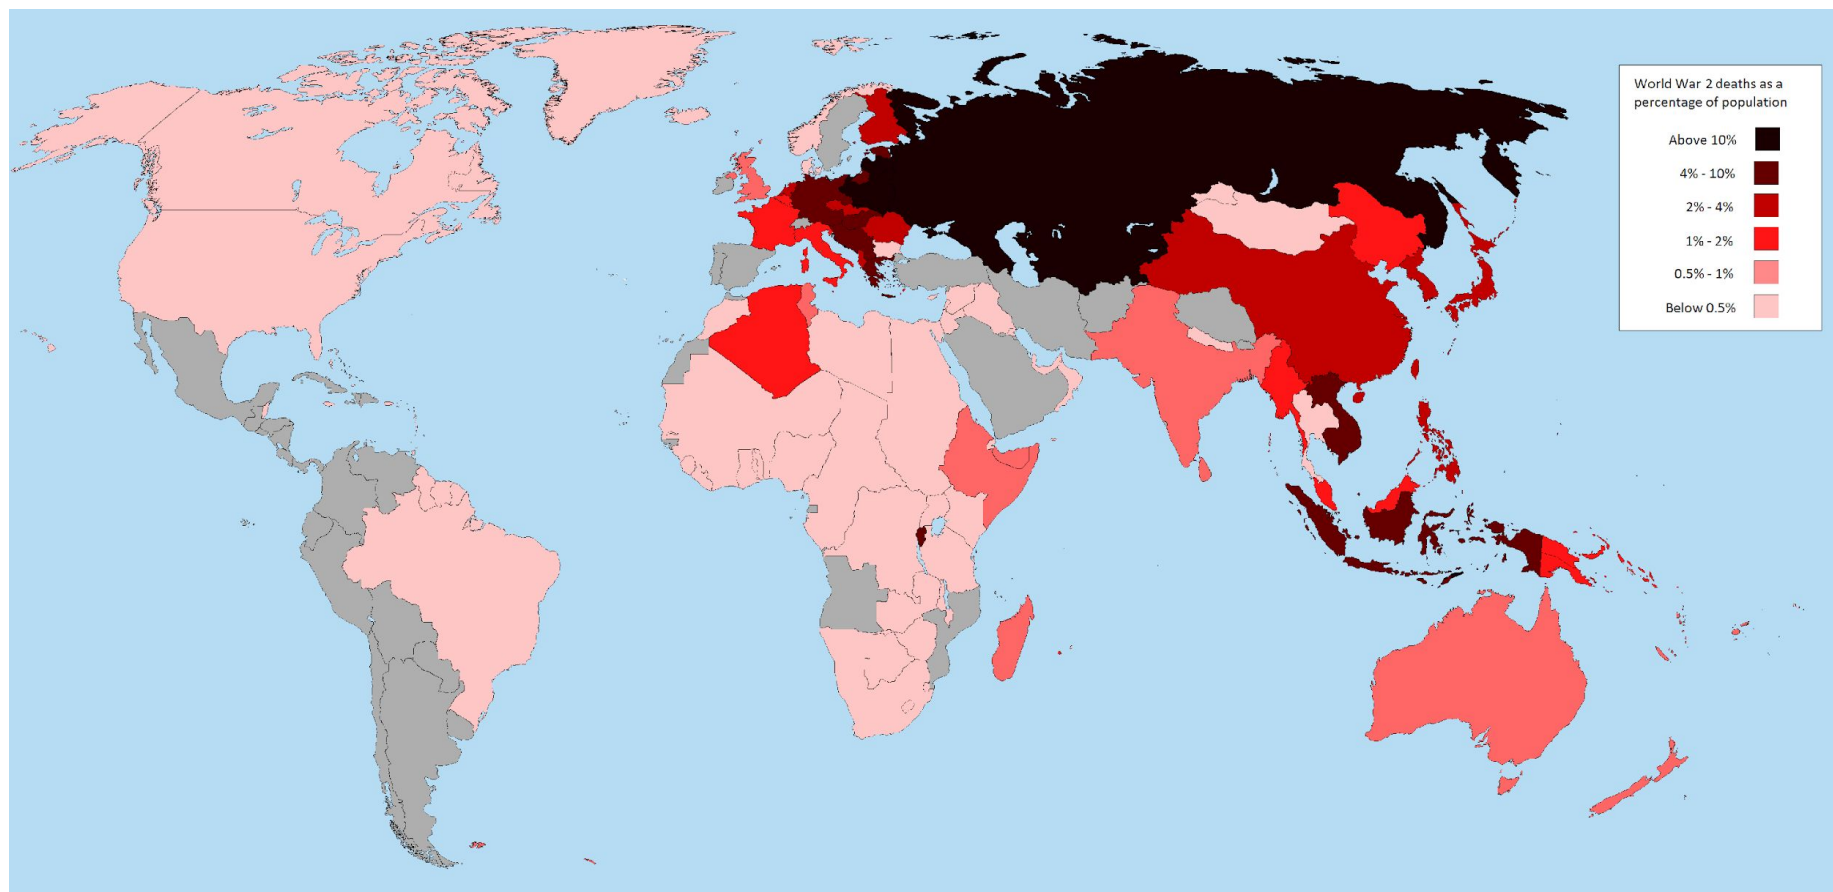 World War 2 deaths as a
percentage of population
Above 10%
4% - 10%
2% - 4%
1% - 2%
0.5% - 1%
Below 0.5%